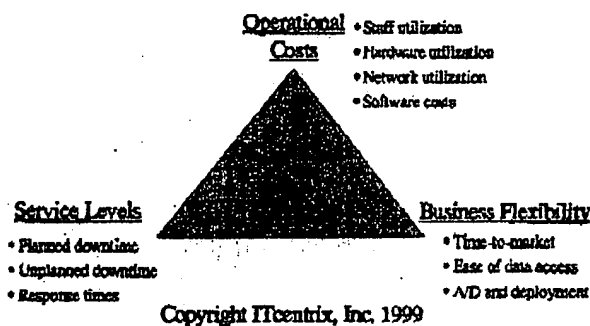 Operational
Costs
• Staff utilization
• Hardware utilization
• Network utilization
• Software costs
Service Levels
• Planned downtime
• Unplanned downtime
• Response times
Business Flexibility
• Time-to-market
• Ease of data access
• A/D and deployment
Copyright ITcentrix, Inc, 1999